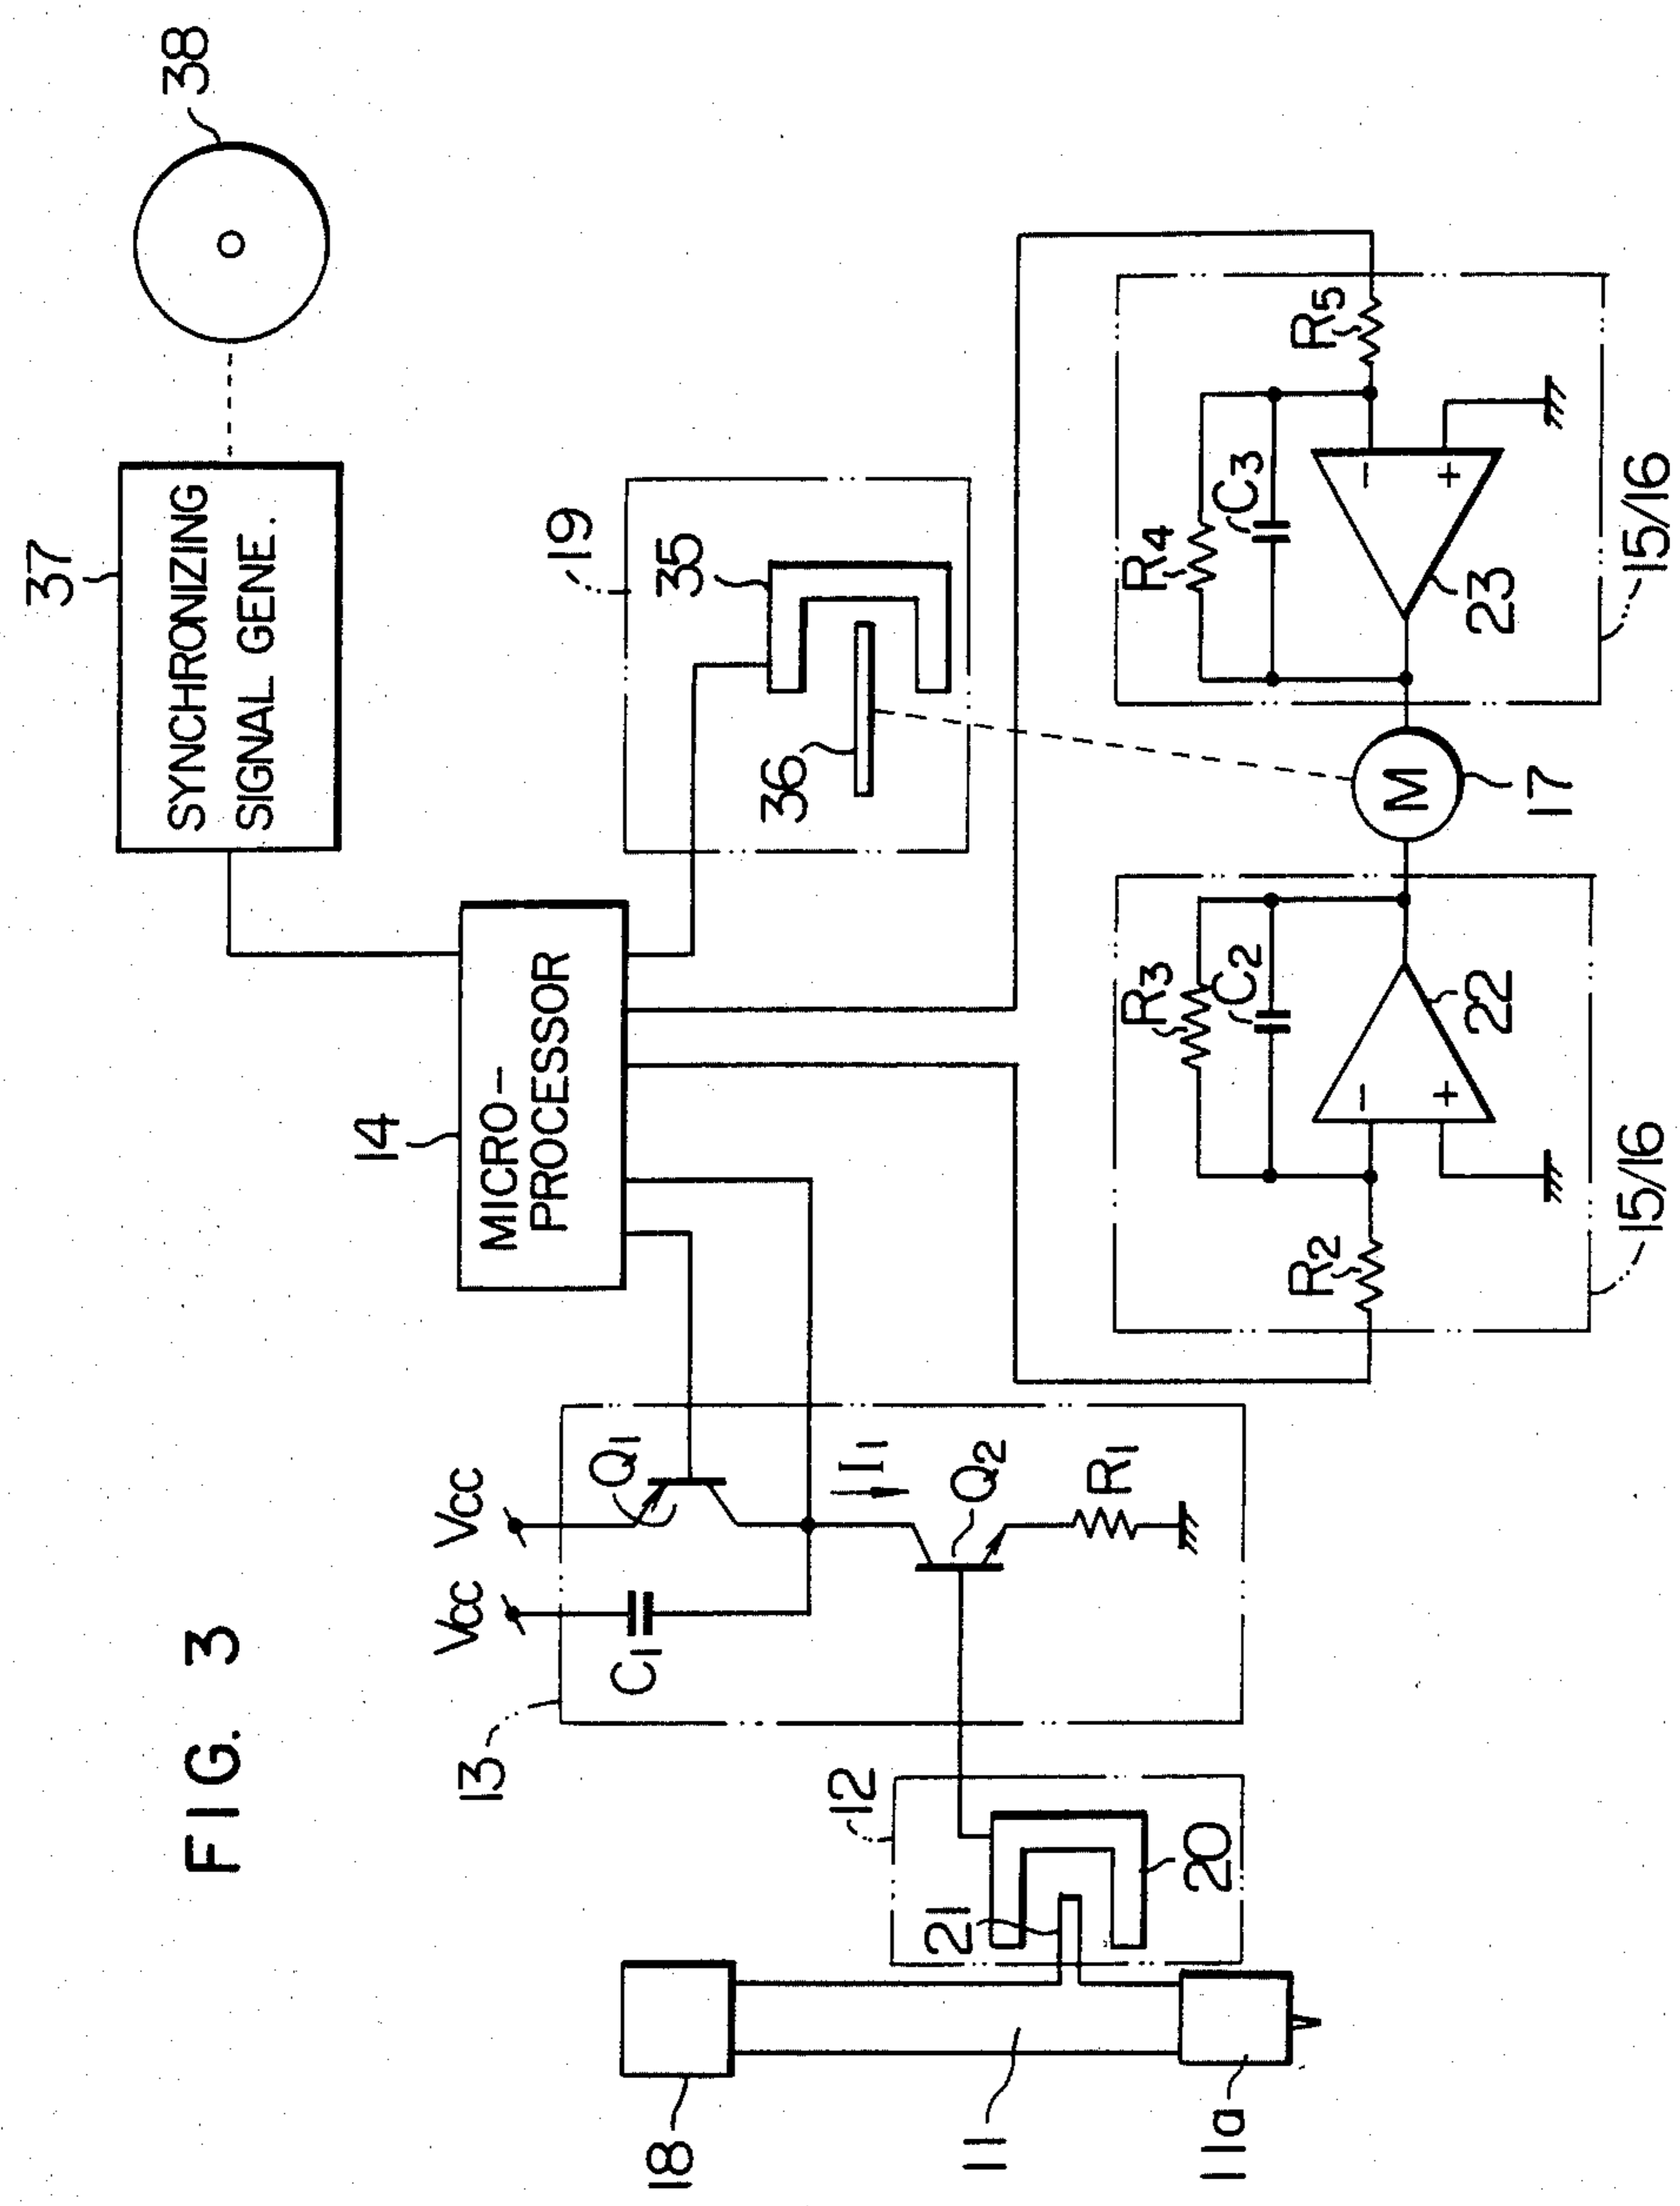 FIG. 3
37
38
SYNCHRONIZING
SIGNAL GENE.
14
MICRO-
PROCESSOR
19
35
36
13
Vcc
Vcc
C1
Q1
I1
Q2
R1
12
21
20
18
11
11a
R2
R3
C2
-
+
22
15/16
M
17
R4
C3
R5
-
+
23
15/16